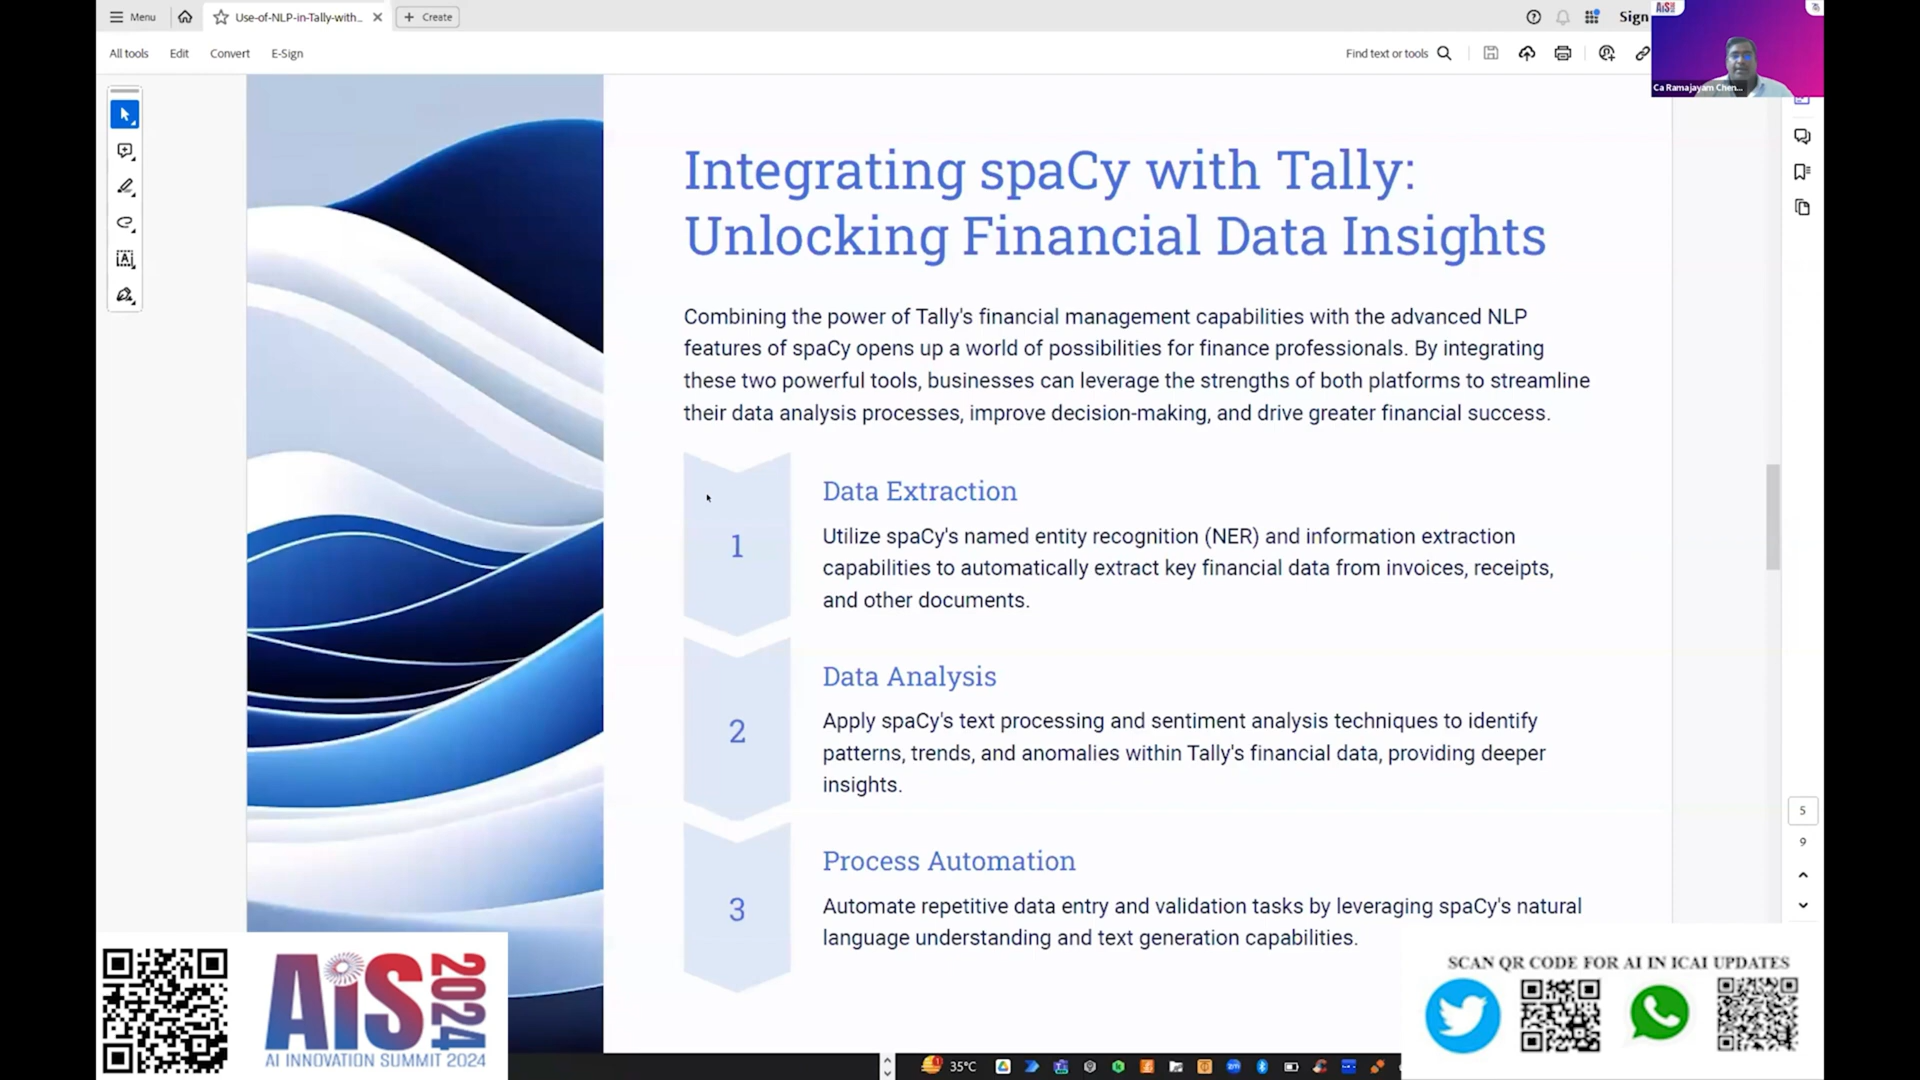 Menu
Use-of-NLP-in-Tally-with...
+ Create
Sign
AiS
All tools
Edit
Convert
E-Sign
Find text or tools
Ca Ramajayam Chen...
Integrating spaCy with Tally:
Unlocking Financial Data Insights
Combining the power of Tally's financial management capabilities with the advanced NLP
features of spaCy opens up a world of possibilities for finance professionals. By integrating
these two powerful tools, businesses can leverage the strengths of both platforms to streamline
their data analysis processes, improve decision-making, and drive greater financial success.
1
Data Extraction
Utilize spaCy's named entity recognition (NER) and information extraction
capabilities to automatically extract key financial data from invoices, receipts,
and other documents.
2
Data Analysis
Apply spaCy's text processing and sentiment analysis techniques to identify
patterns, trends, and anomalies within Tally's financial data, providing deeper
insights.
3
Process Automation
Automate repetitive data entry and validation tasks by leveraging spaCy's natural
language understanding and text generation capabilities.
5
9
AiS 2024
AI INNOVATION SUMMIT 2024
SCAN QR CODE FOR AI IN ICAI UPDATES
35°C